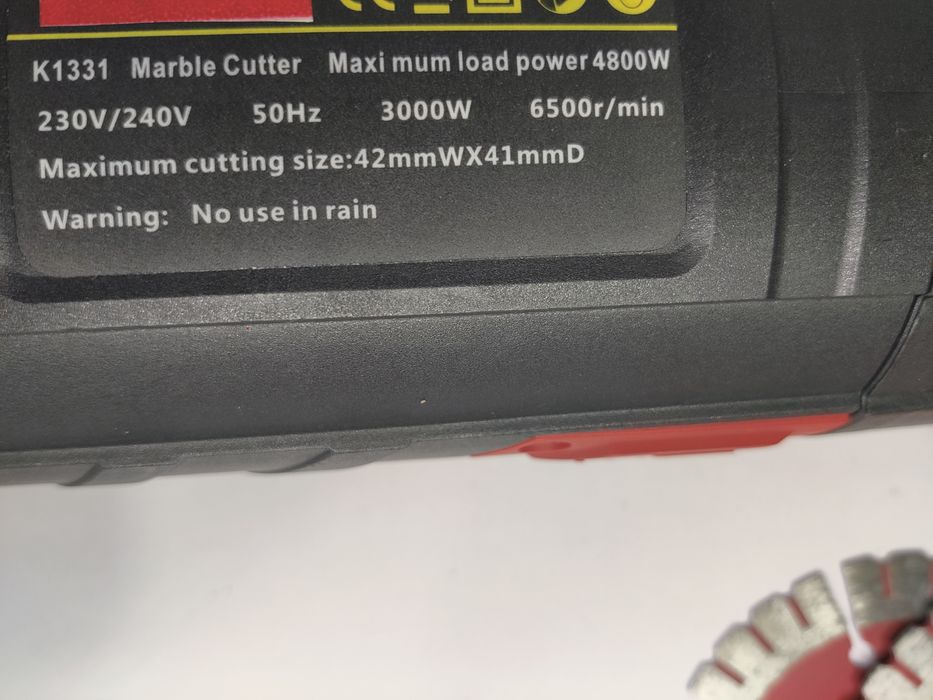 K1331 Marble Cutter Maxi mum load power 4800W
230V/240V 50Hz 3000W 6500r/min
Maximum cutting size:42mmWX41mmD
Warning: No use in rain